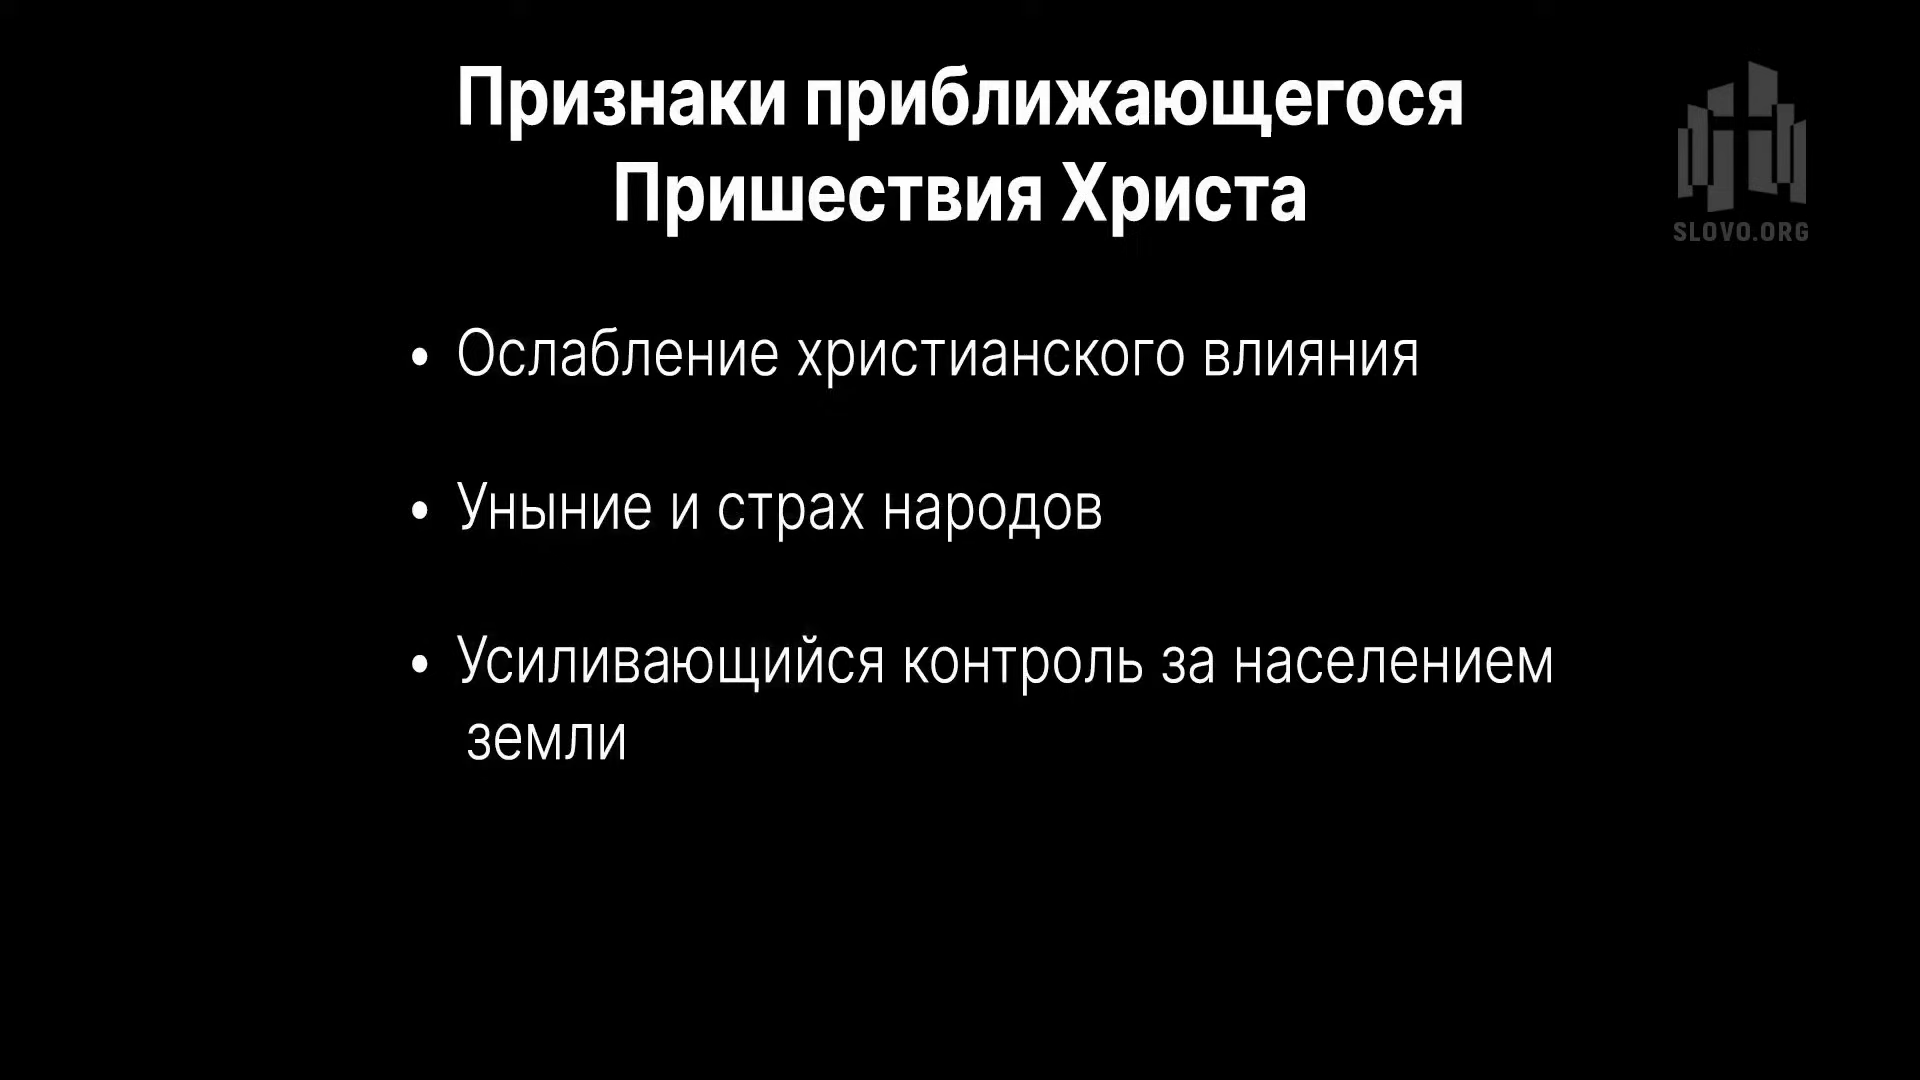 Признаки приближающегося
Пришествия Христа
SLOVO.ORG
• Ослабление христианского влияния
• Уныние и страх народов
• Усиливающийся контроль за населением
земли